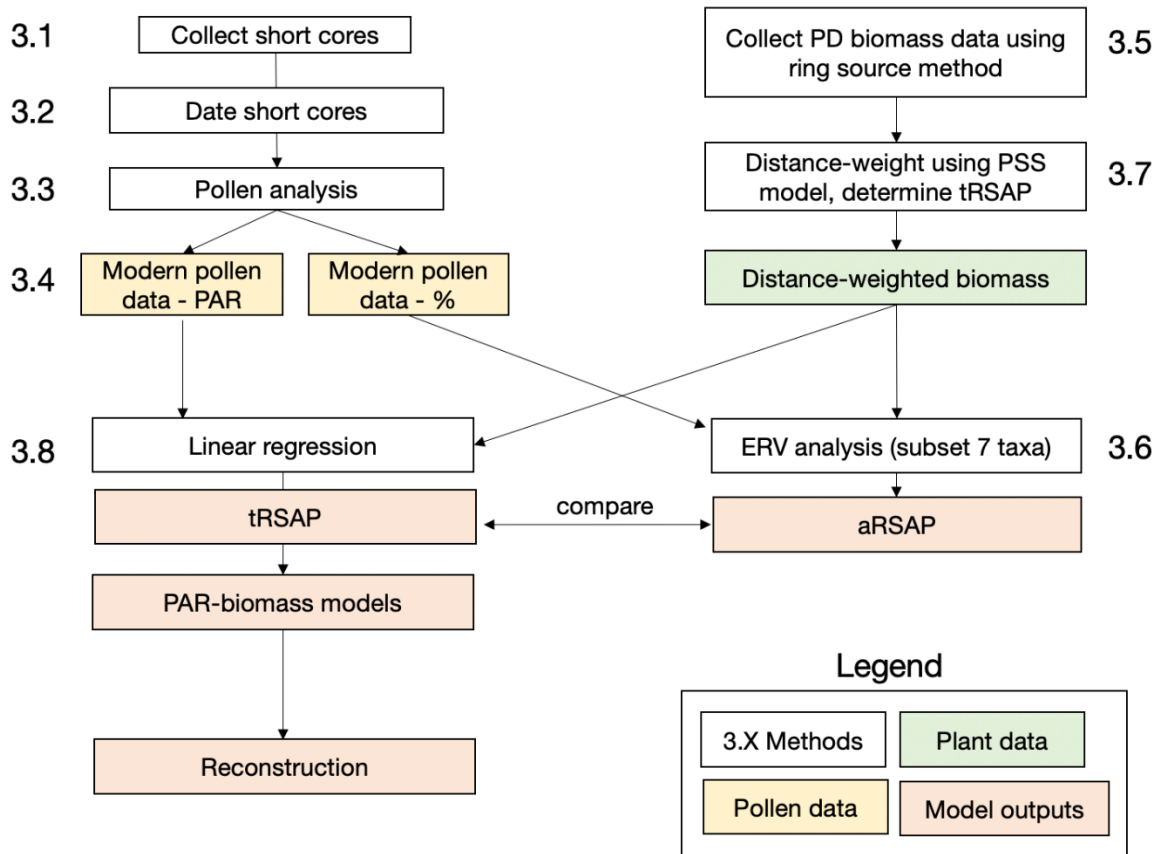 3.1
Collect short cores
3.2
Date short cores
3.3
Pollen analysis
3.4
Modern pollen
data - PAR
Modern pollen
data - %
3.8
Linear regression
tRSAP
PAR-biomass models
Reconstruction
compare
Collect PD biomass data using
ring source method
3.5
Distance-weight using PSS
model, determine tRSAP
3.7
Distance-weighted biomass
ERV analysis (subset 7 taxa)
3.6
aRSAP
Legend
3.X Methods
Plant data
Pollen data
Model outputs